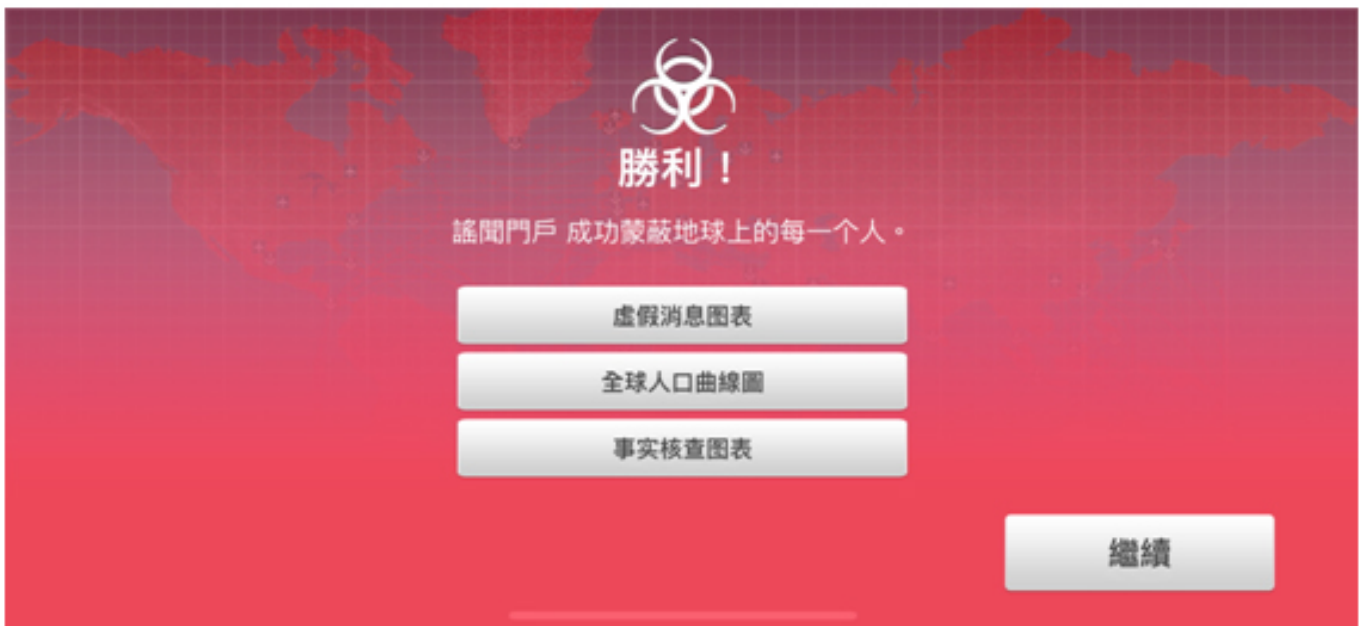 勝利！
謠聞門戶 成功蒙蔽地球上的每一个人。
虛假消息图表
全球人口曲線圖
事实核查图表
繼續